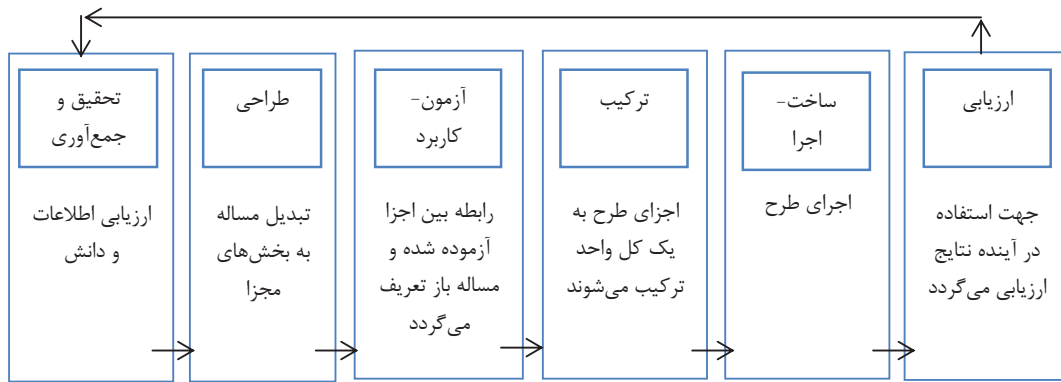 تحقیق و
جمع‌آوری
ارزیابی اطلاعات
و دانش
طراحی
تبدیل مساله
به بخش‌های
مجزا
آزمون-
کاربرد
رابطه بین اجزا
آزموده شده و
مساله باز تعریف
می‌گردد
ترکیب
اجزای طرح به
یک کل واحد
ترکیب می‌شوند
ساخت-
اجرا
اجرای طرح
ارزیابی
جهت استفاده
در آینده نتایج
ارزیابی می‌گردد